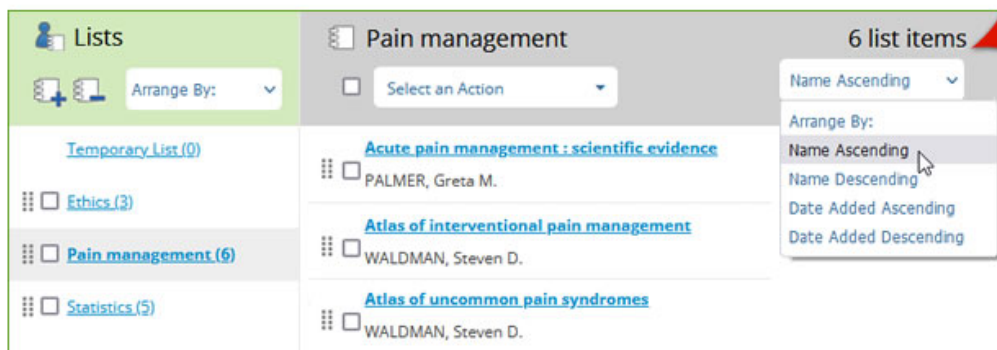 Lists
Arrange By:
Temporary List (0)
Ethics (3)
Pain management (6)
Statistics (5)
Pain management
6 list items
Select an Action
Name Ascending
Arrange By:
Name Ascending
Name Descending
Date Added Ascending
Date Added Descending
Acute pain management : scientific evidence
PALMER, Greta M.
Atlas of interventional pain management
WALDMAN, Steven D.
Atlas of uncommon pain syndromes
WALDMAN, Steven D.